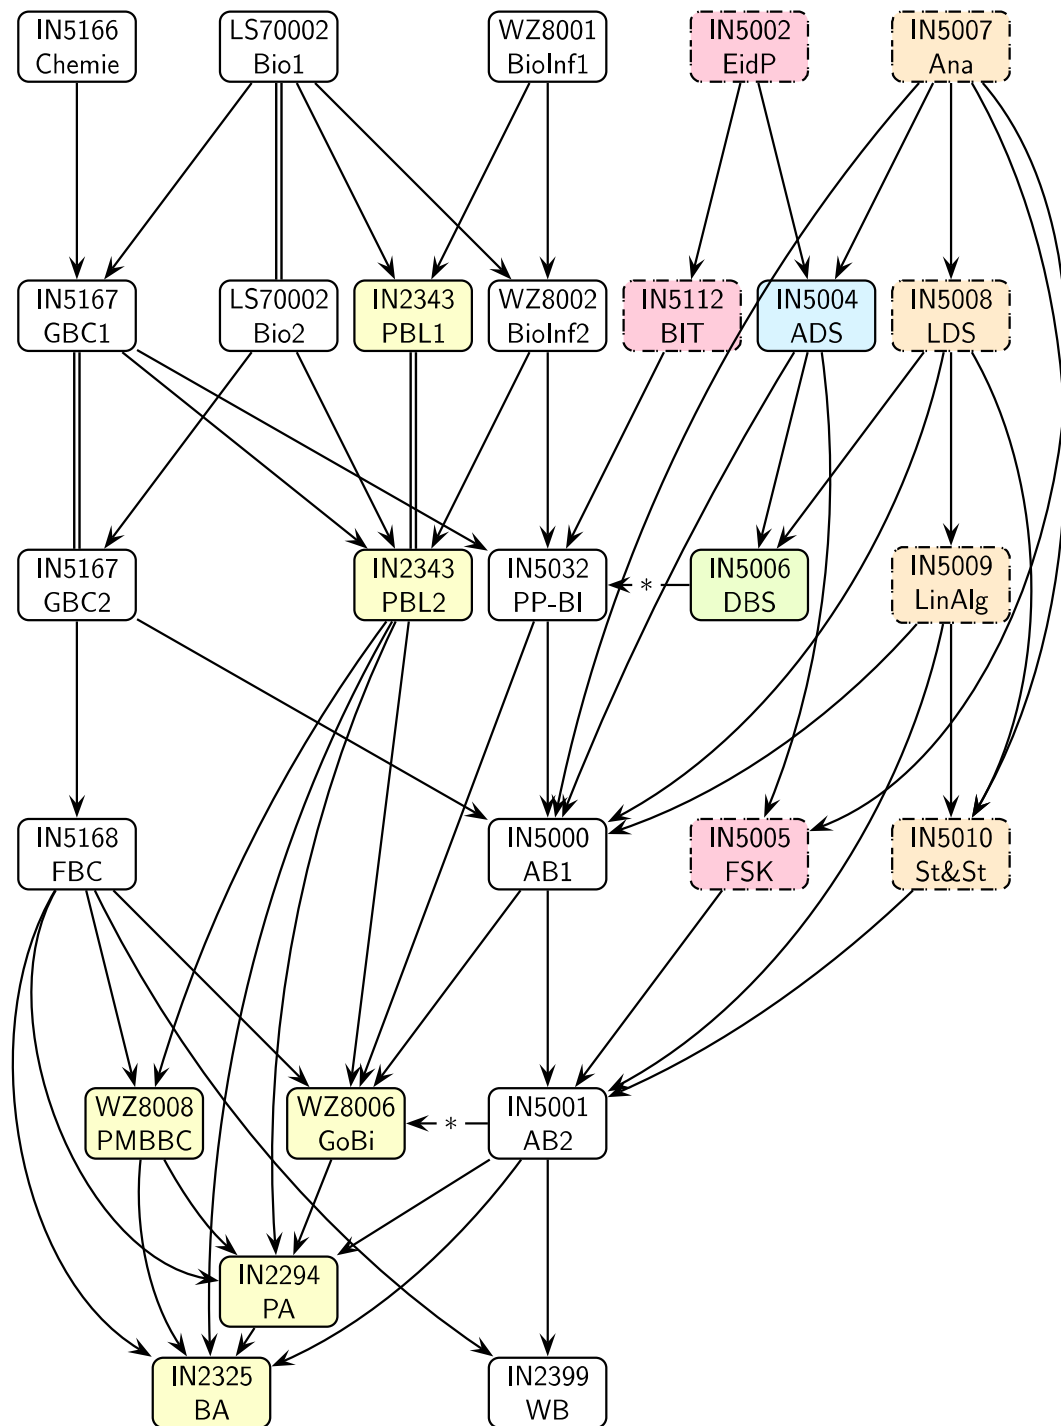 IN5166
Chemie
LS70002
Bio1
WZ8001
BioInf1
IN5002
EidP
IN5007
Ana
IN5167
GBC1
LS70002
Bio2
IN2343
PBL1
WZ8002
BioInf2
IN5112
BIT
IN5004
ADS
IN5008
LDS
IN5167
GBC2
IN2343
PBL2
IN5032
PP-BI
*
IN5006
DBS
IN5009
LinAlg
IN5168
FBC
IN5000
AB1
IN5005
FSK
IN5010
St&St
WZ8008
PMBBC
WZ8006
GoBi
*
IN5001
AB2
IN2294
PA
IN2325
BA
IN2399
WB